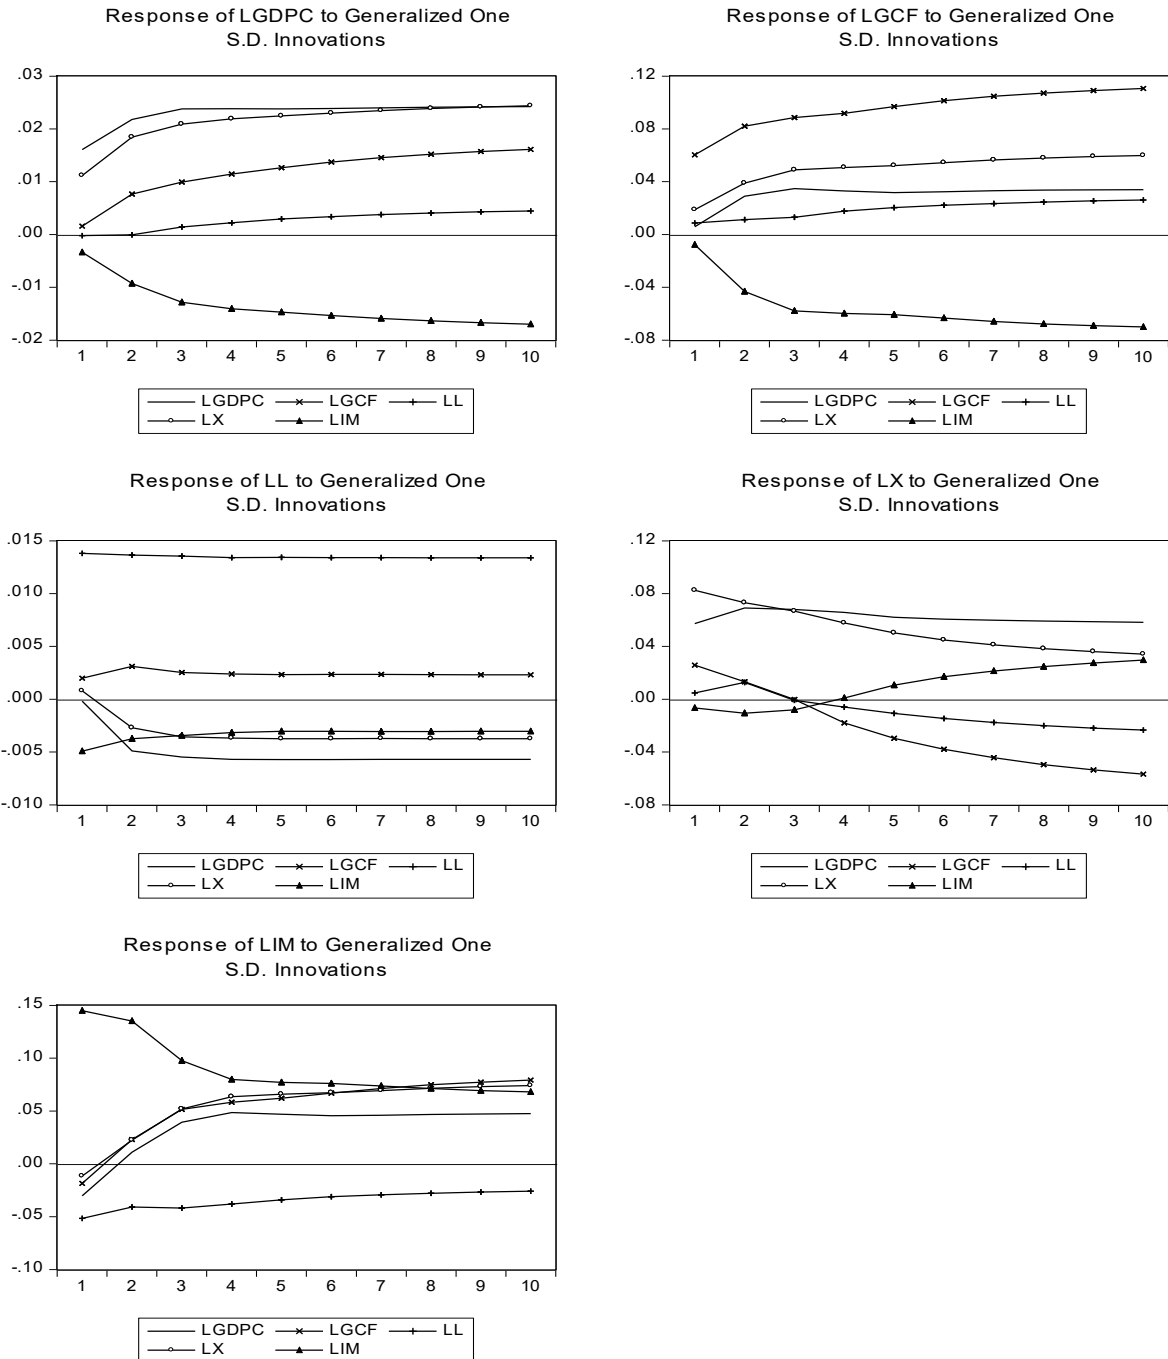 Response of LGDPC to Generalized One
S.D. Innovations
.03
.02
.01
.00
-.01
-.02
1 2 3 4 5 6 7 8 9 10
LGDPC LGCF LL
LX LIM
Response of LGCF to Generalized One
S.D. Innovations
.12
.08
.04
.00
-.04
-.08
1 2 3 4 5 6 7 8 9 10
LGDPC LGCF LL
LX LIM
Response of LL to Generalized One
S.D. Innovations
.015
.010
.005
.000
-.005
-.010
1 2 3 4 5 6 7 8 9 10
LGDPC LGCF LL
LX LIM
Response of LX to Generalized One
S.D. Innovations
.12
.08
.04
.00
-.04
-.08
1 2 3 4 5 6 7 8 9 10
LGDPC LGCF LL
LX LIM
Response of LIM to Generalized One
S.D. Innovations
.15
.10
.05
.00
-.05
-.10
1 2 3 4 5 6 7 8 9 10
LGDPC LGCF LL
LX LIM